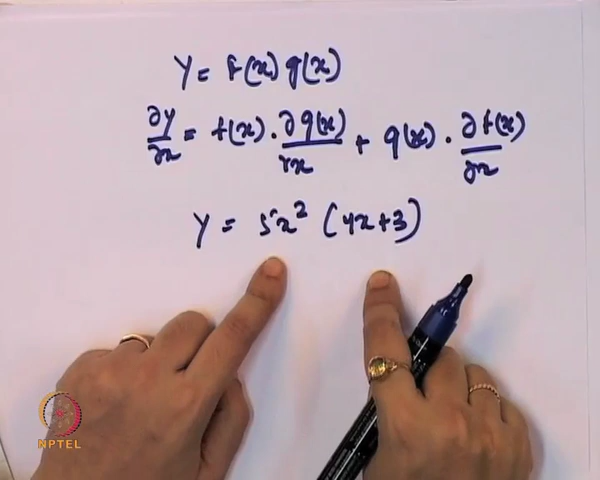 y = f(x) g(x)
∂y/∂x = f(x) · ∂g(x)/∂x + g(x) · ∂f(x)/∂x
y = 5x² (4x+3)
NPTEL